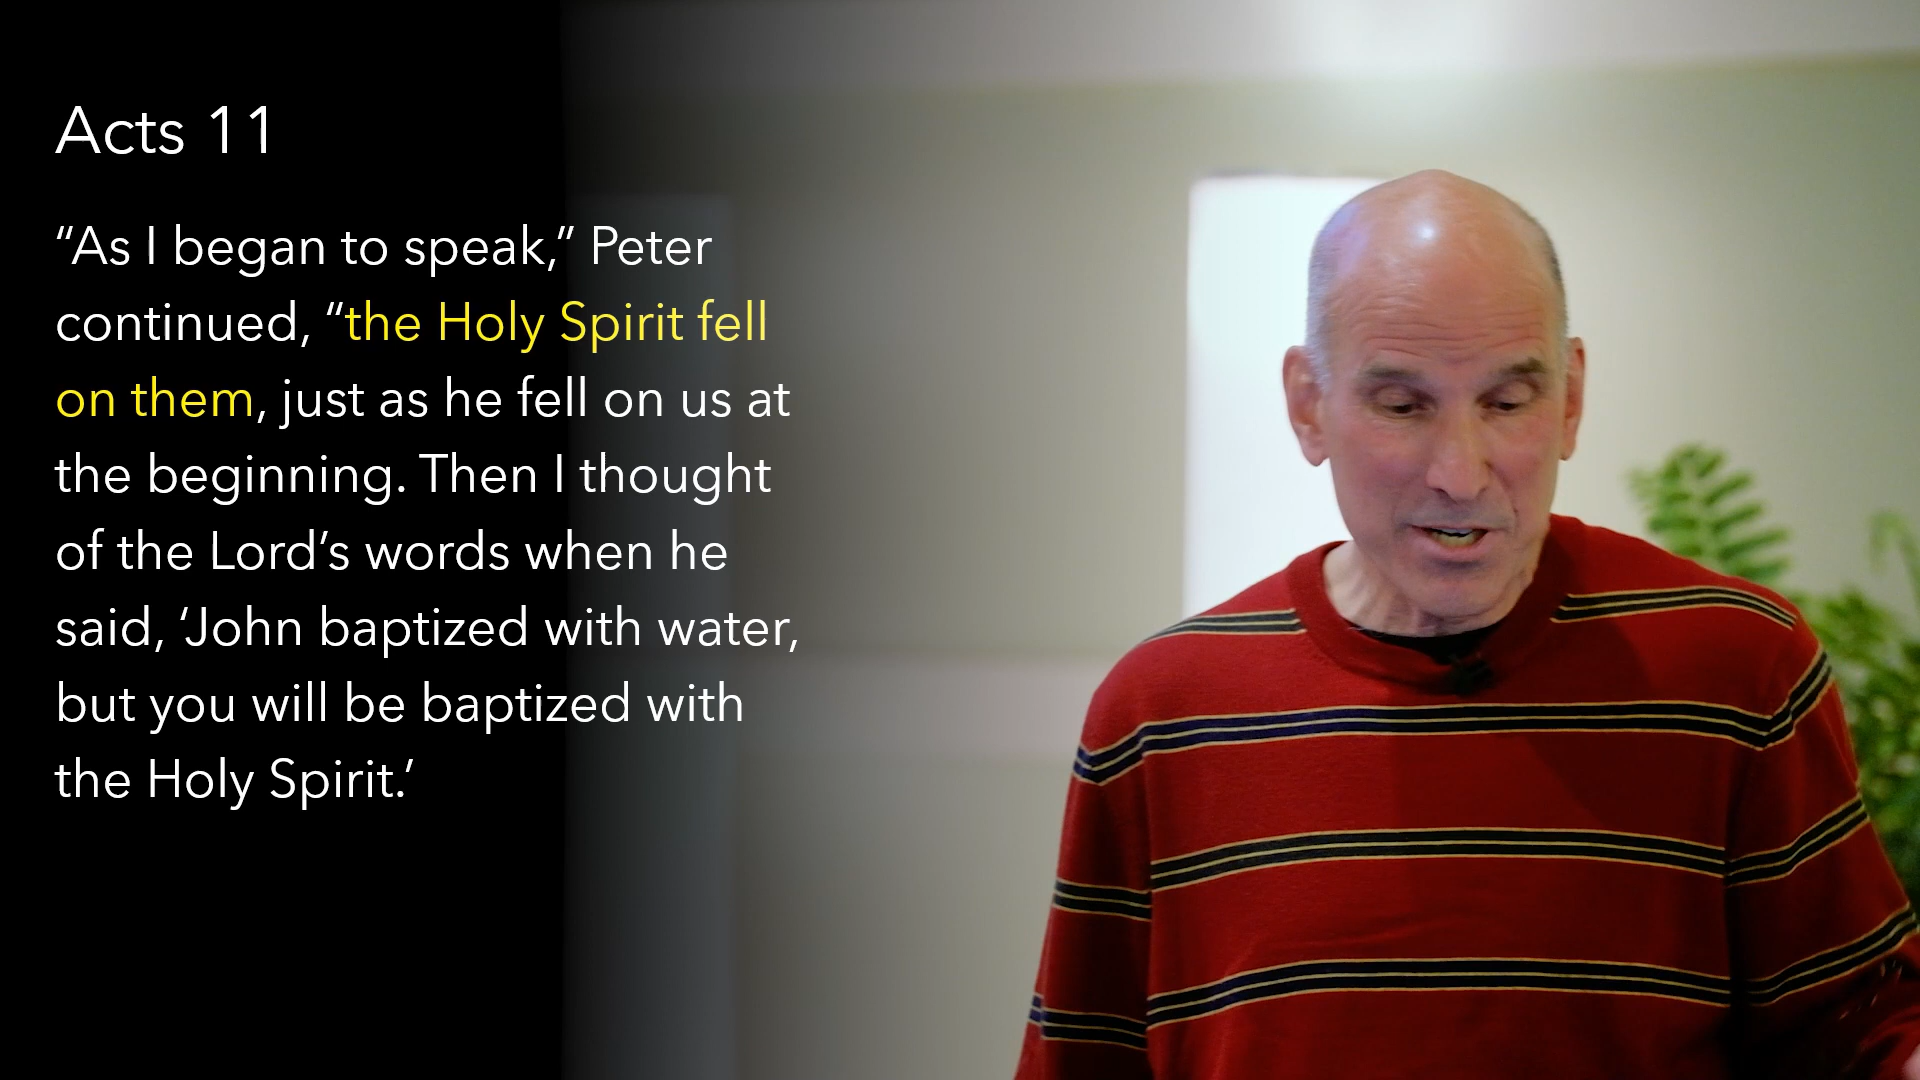 Acts 11
“As I began to speak,” Peter
continued, “the Holy Spirit fell
on them, just as he fell on us at
the beginning. Then I thought
of the Lord’s words when he
said, ‘John baptized with water,
but you will be baptized with
the Holy Spirit.’